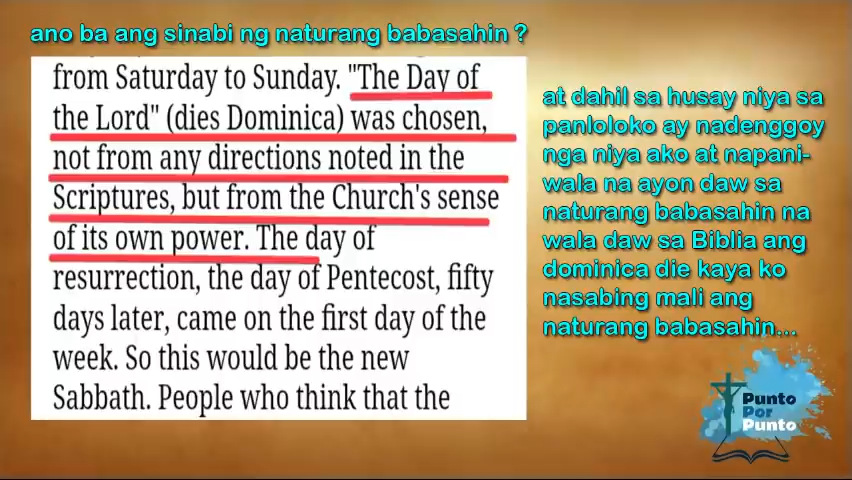 ano ba ang sinabi ng naturang babasahin ?
from Saturday to Sunday. "The Day of
the Lord" (dies Dominica) was chosen,
not from any directions noted in the
Scriptures, but from the Church's sense
of its own power. The day of
resurrection, the day of Pentecost, fifty
days later, came on the first day of the
week. So this would be the new
Sabbath. People who think that the
at dahil sa husay niya sa
panloloko ay nadenggoy
nga niya ako at napani-
wala na ayon daw sa
naturang babasahin na
wala daw sa Biblia ang
dominica die kaya ko
nasabing mali ang
naturang babasahin...
Punto
Por
Punto